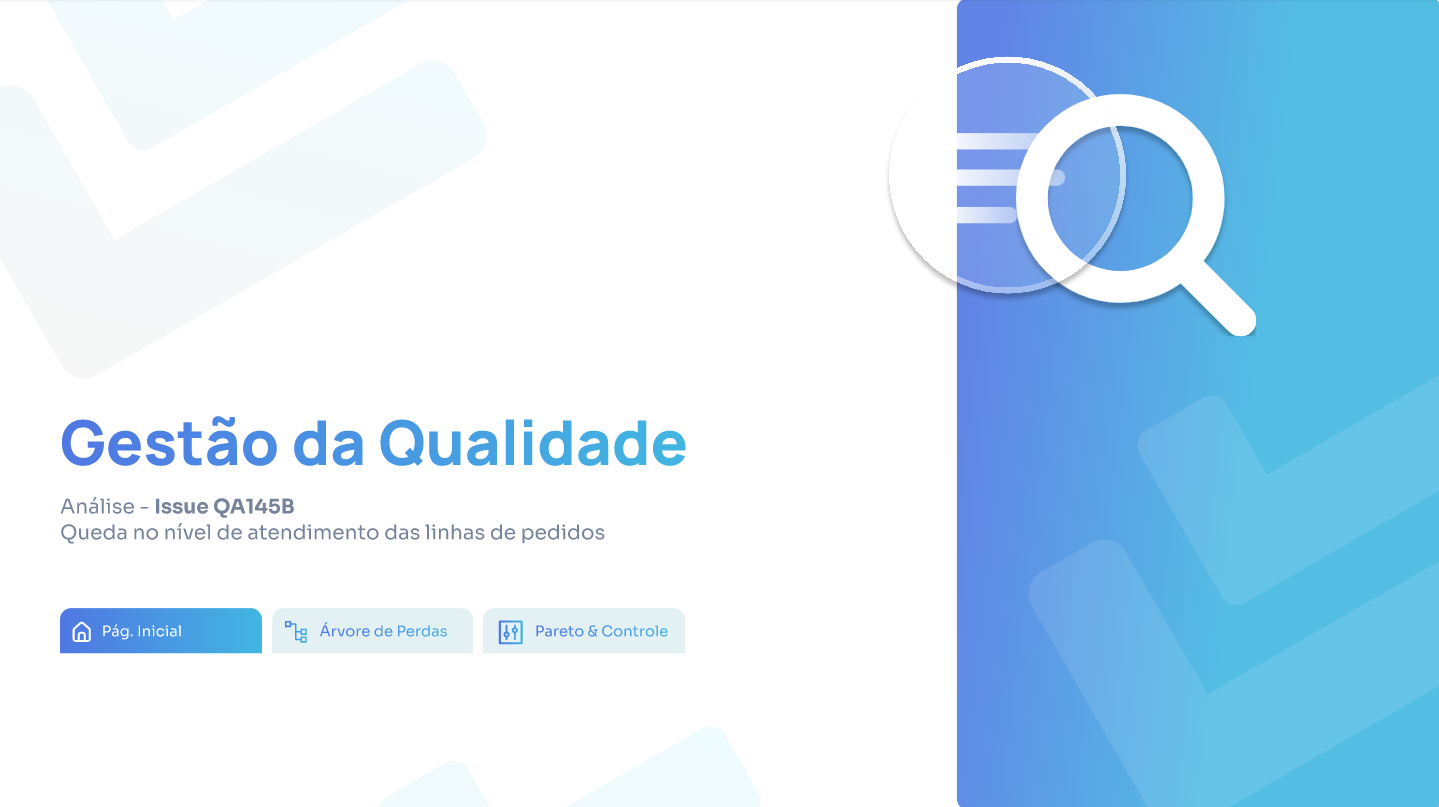 Gestão da Qualidade
Análise - Issue QA145B
Queda no nível de atendimento das linhas de pedidos
Pág. Inicial
Árvore de Perdas
Pareto & Controle